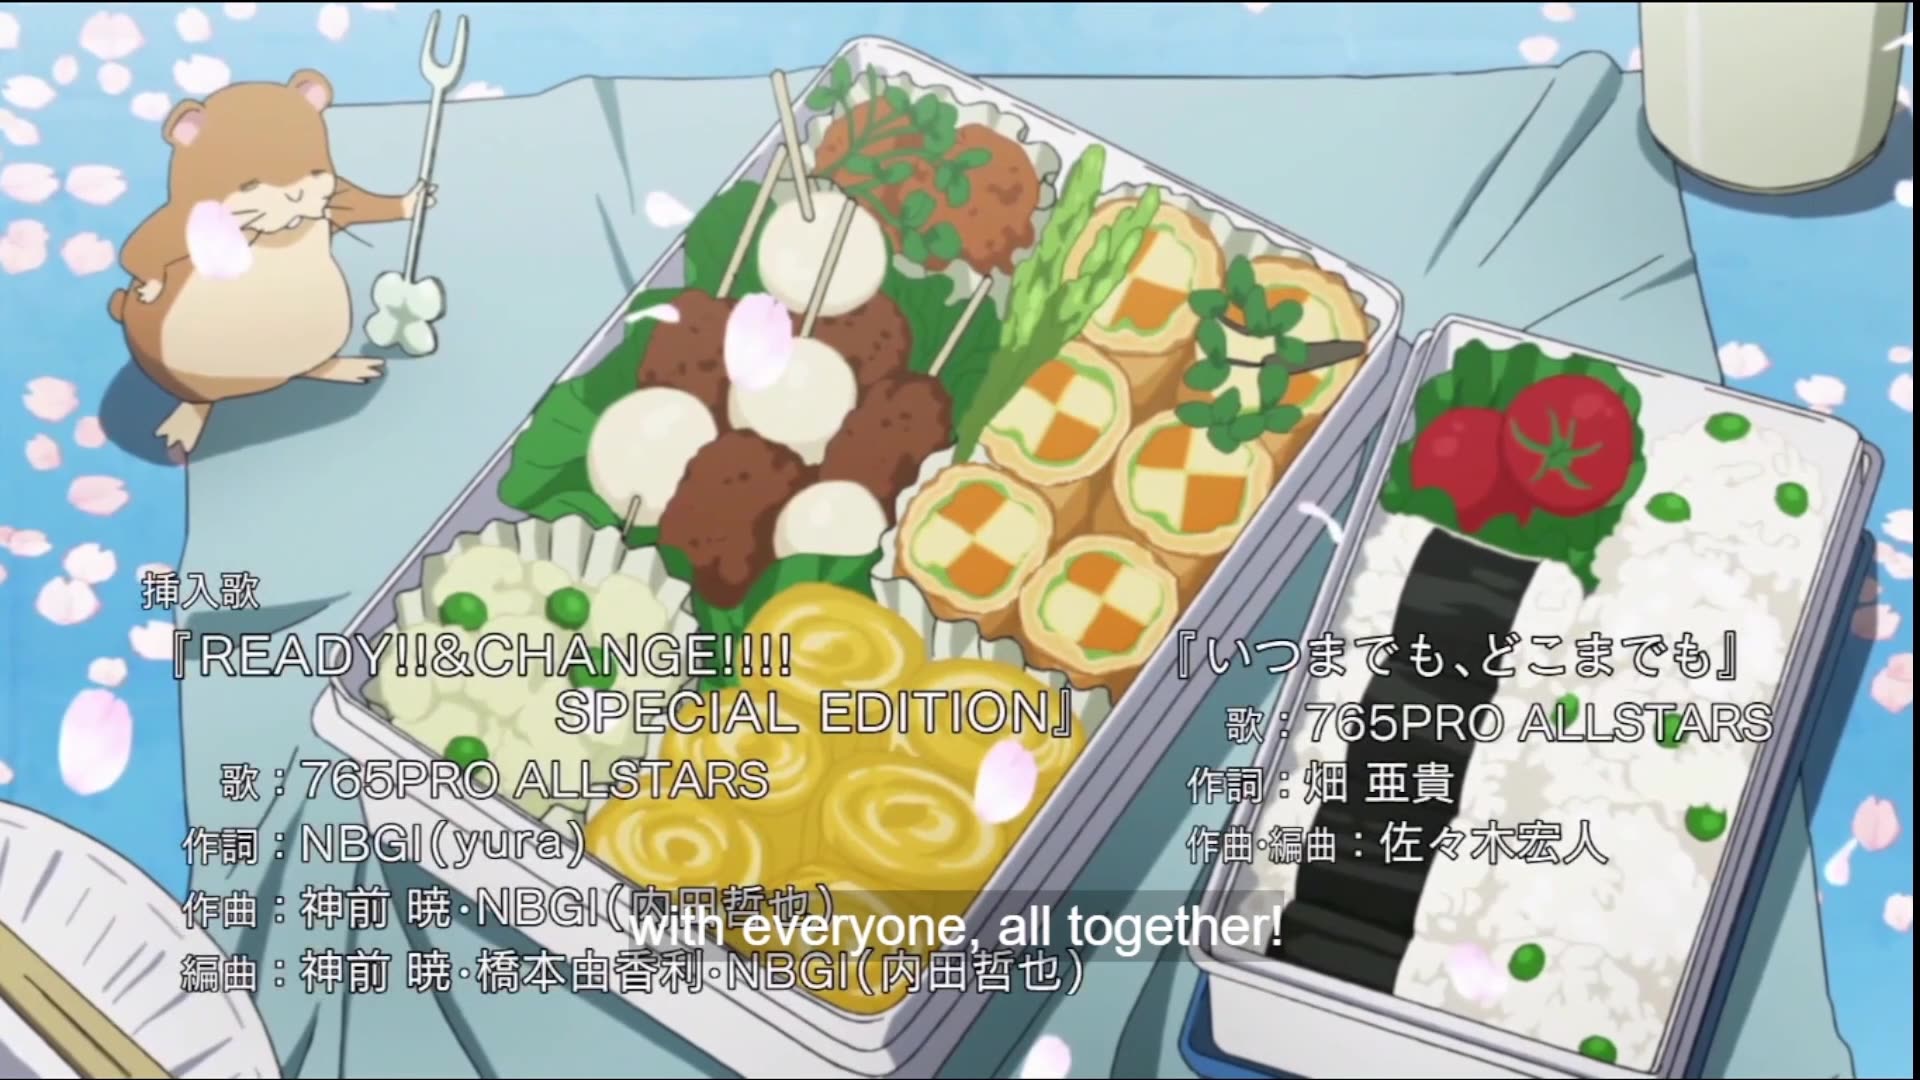 挿入歌
『READY!!&CHANGE!!!!
SPECIAL EDITION』
歌：765PRO ALLSTARS
作詞：NBGI(yura)
作曲：神前 暁･NBGI(内田哲也)
編曲：神前 暁･橋本由香利･NBGI(内田哲也)
『いつまでも､どこまでも』
歌：765PRO ALLSTARS
作詞：畑 亜貴
作曲･編曲：佐々木宏人
with everyone, all together!